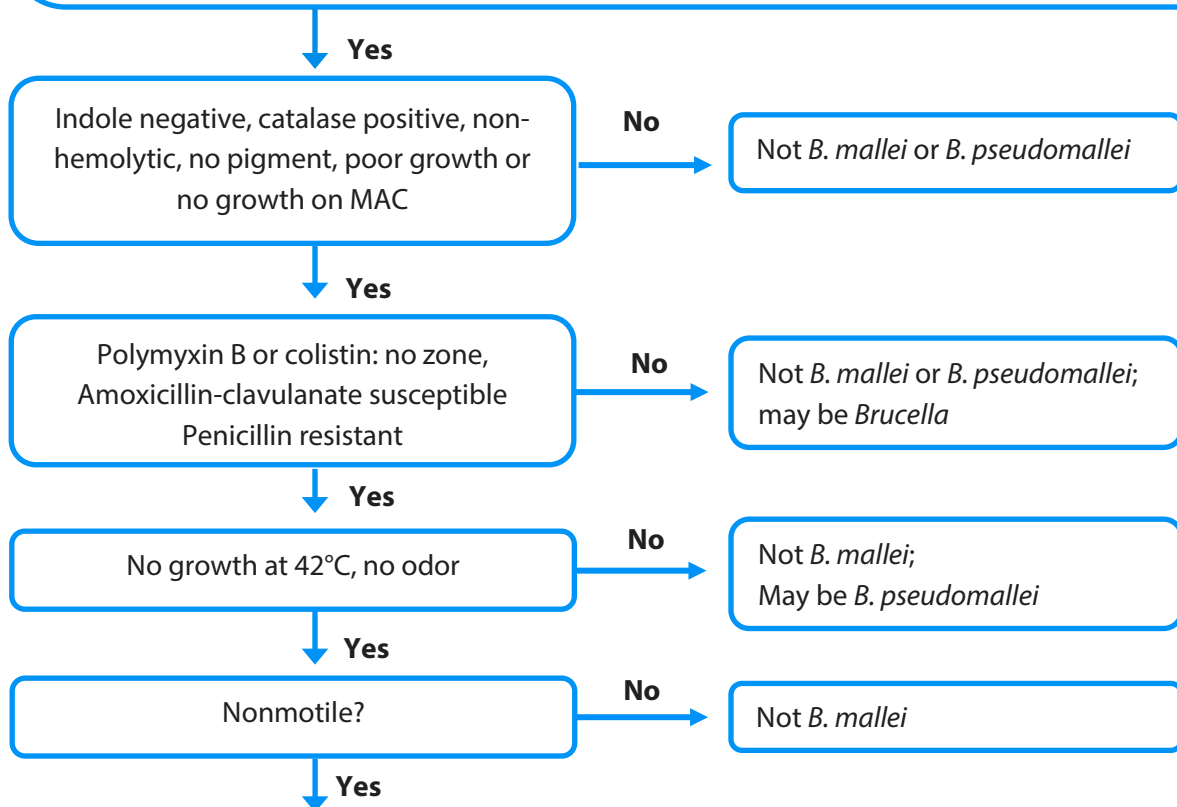 Yes
Indole negative, catalase positive, non-
hemolytic, no pigment, poor growth or
no growth on MAC
No
Not B. mallei or B. pseudomallei
Yes
Polymyxin B or colistin: no zone,
Amoxicillin-clavulanate susceptible
Penicillin resistant
No
Not B. mallei or B. pseudomallei;
may be Brucella
Yes
No growth at 42°C, no odor
No
Not B. mallei;
May be B. pseudomallei
Yes
Nonmotile?
No
Not B. mallei
Yes